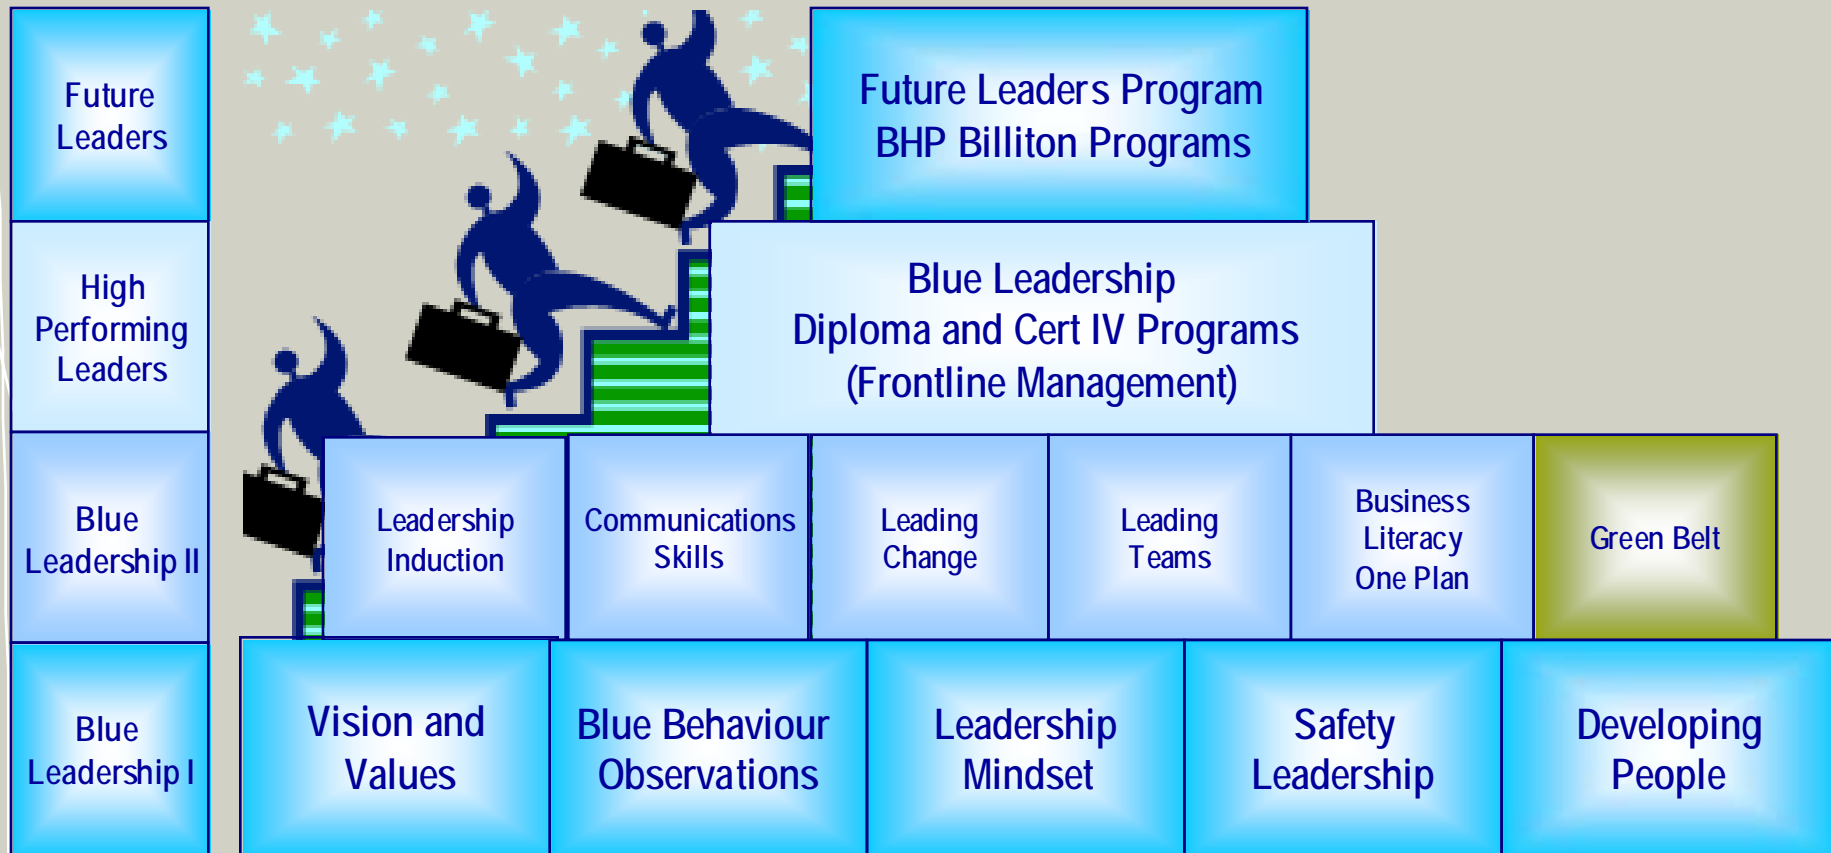 Future
Leaders
Future Leaders Program
BHP Billiton Programs
High
Performing
Leaders
Blue Leadership
Diploma and Cert IV Programs
(Frontline Management)
Blue
Leadership II
Leadership
Induction
Communications
Skills
Leading
Change
Leading
Teams
Business
Literacy
One Plan
Green Belt
Blue
Leadership I
Vision and
Values
Blue Behaviour
Observations
Leadership
Mindset
Safety
Leadership
Developing
People